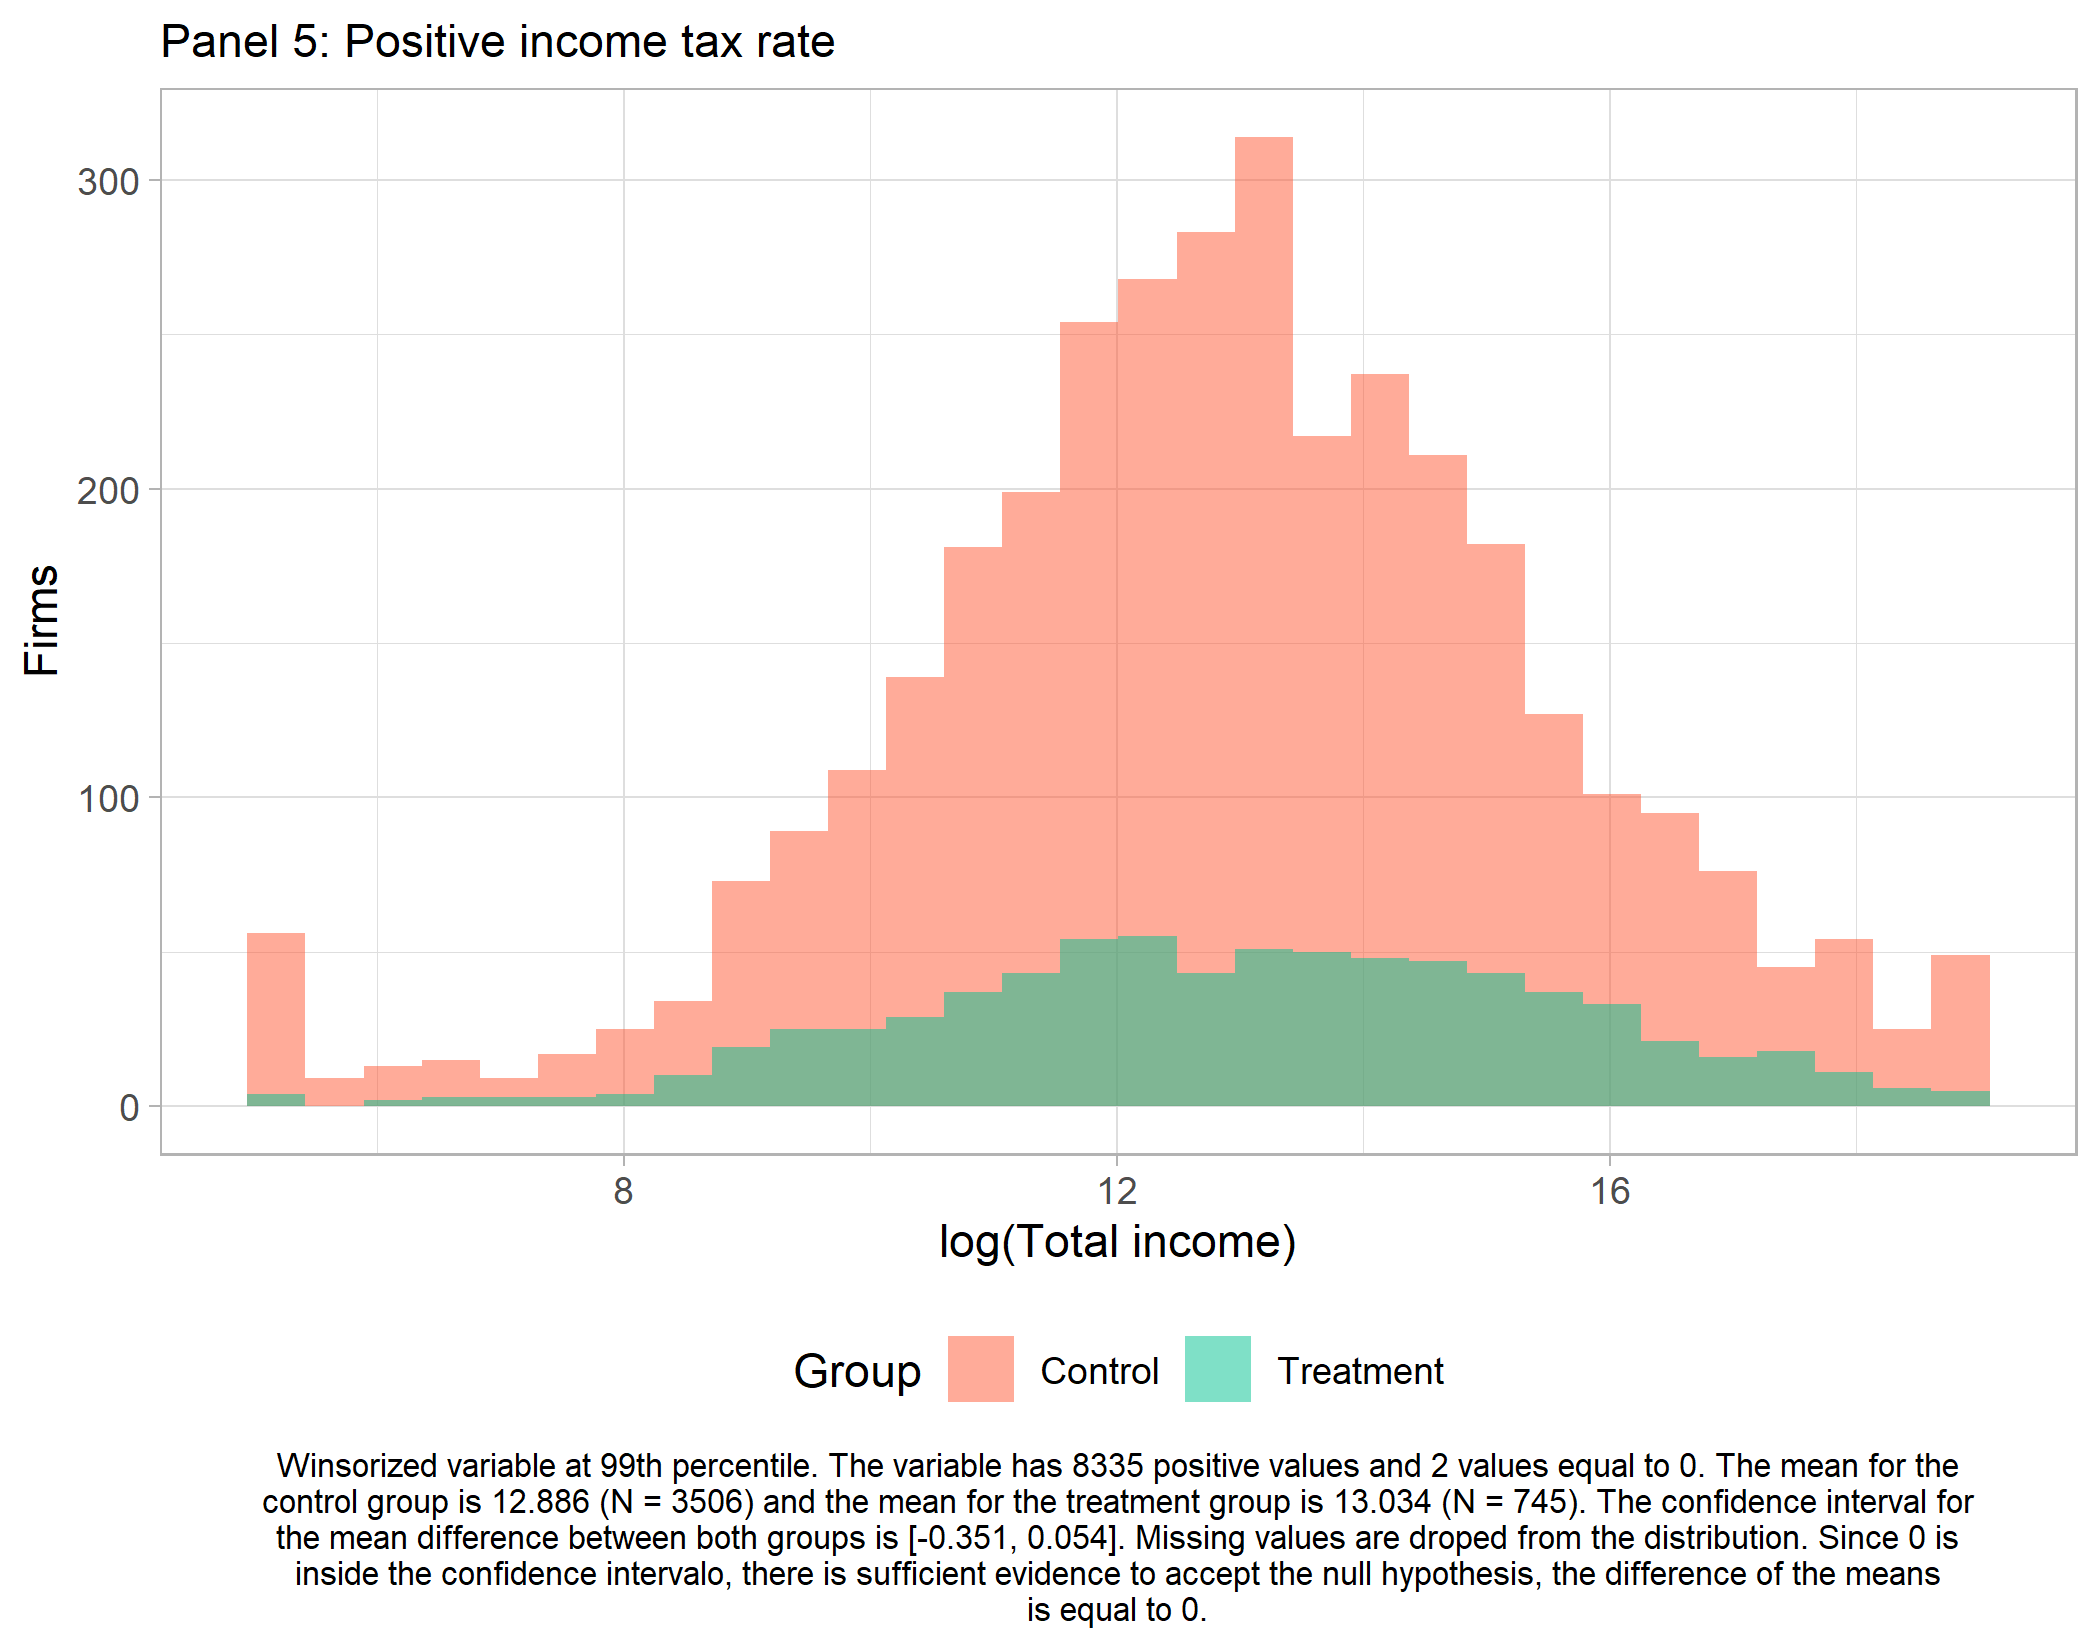 Panel 5: Positive income tax rate
300
200
100
0
Firms
8 12 16
log(Total income)
Group Control Treatment
Winsorized variable at 99th percentile. The variable has 8335 positive values and 2 values equal to 0. The mean for the
control group is 12.886 (N = 3506) and the mean for the treatment group is 13.034 (N = 745). The confidence interval for
the mean difference between both groups is [-0.351, 0.054]. Missing values are droped from the distribution. Since 0 is
inside the confidence intervalo, there is sufficient evidence to accept the null hypothesis, the difference of the means
is equal to 0.